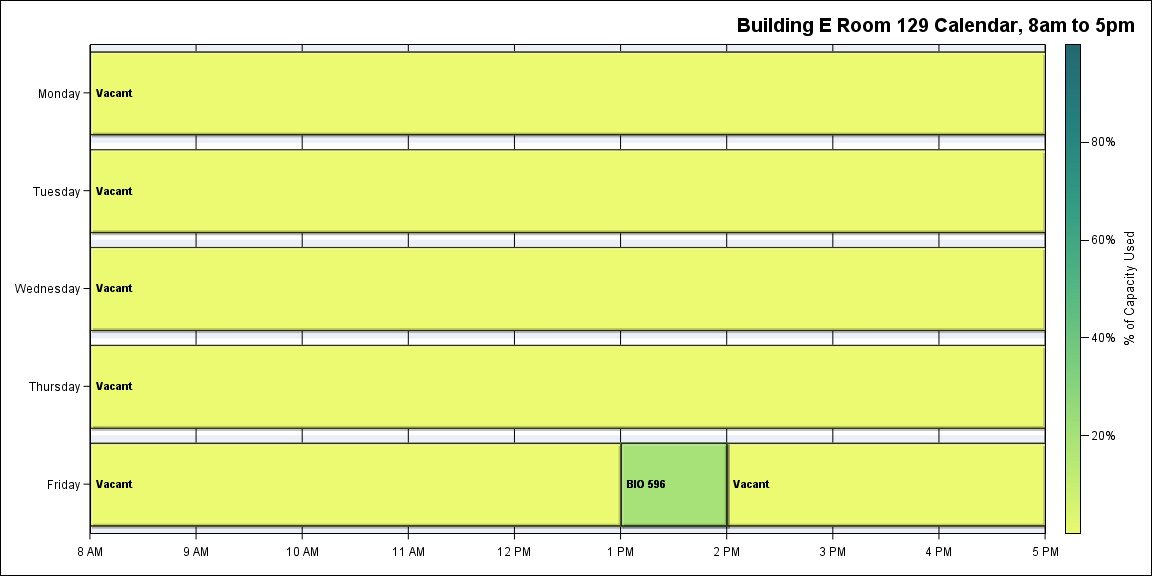 Building E Room 129 Calendar, 8am to 5pm
Monday
Vacant
Tuesday
Vacant
Wednesday
Vacant
Thursday
Vacant
Friday
Vacant
BIO 596
Vacant
8 AM
9 AM
10 AM
11 AM
12 PM
1 PM
2 PM
3 PM
4 PM
5 PM
80%
60%
40%
20%
% of Capacity Used